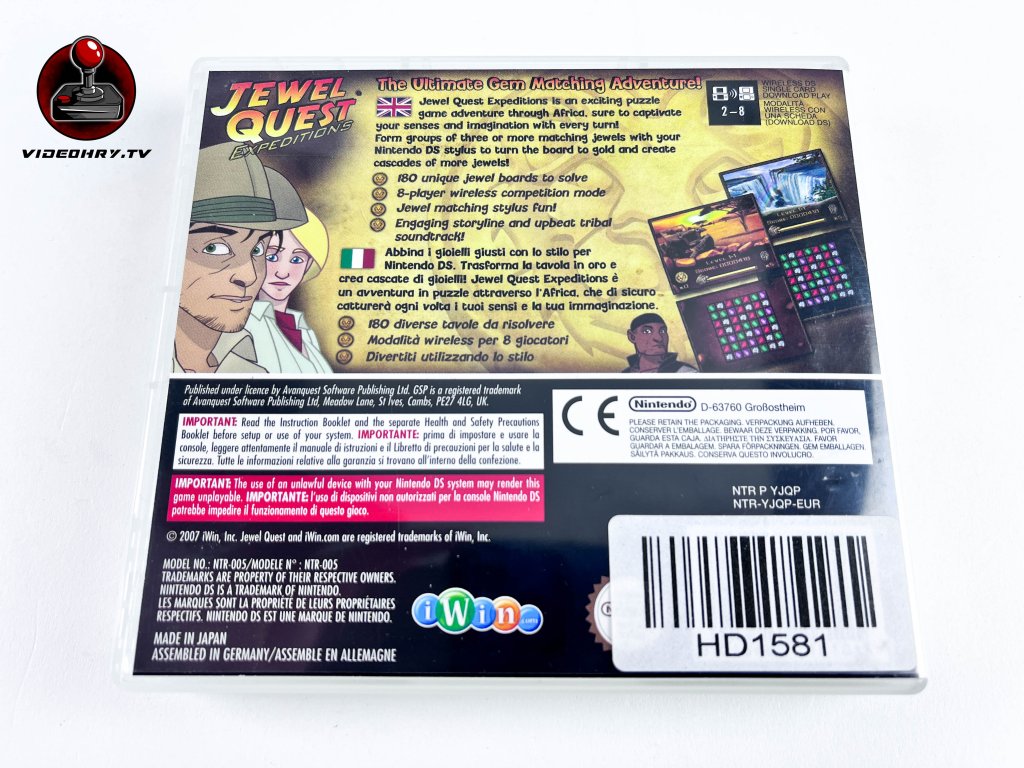 VIDEOHRY.TV
JEWEL
QUEST
EXPEDITIONS
The Ultimate Gem Matching Adventure!
Jewel Quest Expeditions is an exciting puzzle
game adventure through Africa, sure to captivate
your senses and imagination with every turn!
Form groups of three or more matching jewels with your
Nintendo DS stylus to turn the board to gold and create
cascades of more jewels!
180 unique jewel boards to solve
8-player wireless competition mode
Jewel matching stylus fun!
Engaging storyline and upbeat tribal
soundtrack!
Abbina i gioielli giusti con lo stilo per
Nintendo DS. Trasforma la tavola in oro e
crea cascate di gioielli! Jewel Quest Expeditions è
un avventura in puzzle attraverso l'Africa, che di sicuro
catturerà ogni volta i tuoi sensi e la tua immaginazione.
180 diverse tavole da risolvere
Modalità wireless per 8 giocatori
Divertiti utilizzando lo stilo
2-8
WIRELESS DS
SINGLE CARD
DOWNLOAD PLAY
MODALITÀ
WIRELESS CON
UNA SCHEDA
(DOWNLOAD DS)
Level 1-1
Level 1-1
Published under licence by Avanquest Software Publishing Ltd. GSP is a registered trademark
of Avanquest Software Publishing Ltd, Meadow Lane, St Ives, Cambs, PE27 4LG, UK.
IMPORTANT: Read the Instruction Booklet and the separate Health and Safety Precautions
Booklet before setup or use of your system. IMPORTANTE: prima di impostare e usare la
console, leggere attentamente il manuale di istruzioni e il Libretto di precauzioni per la salute e la
sicurezza. Tutte le informazioni relative alla garanzia si trovano all'interno della confezione.
IMPORTANT: The use of an unlawful device with your Nintendo DS system may render this
game unplayable. IMPORTANTE: l'uso di dispositivi non autorizzati per la console Nintendo DS
potrebbe impedire il funzionamento di questo gioco.
© 2007 iWin, Inc. Jewel Quest and iWin.com are registered trademarks of iWin, Inc.
MODEL NO.: NTR-005/MODELE N° : NTR-005
TRADEMARKS ARE PROPERTY OF THEIR RESPECTIVE OWNERS.
NINTENDO DS IS A TRADEMARK OF NINTENDO.
LES MARQUES SONT LA PROPRIÉTÉ DE LEURS PROPRIÉTAIRES
RESPECTIFS. NINTENDO DS EST UNE MARQUE DE NINTENDO.
MADE IN JAPAN
ASSEMBLED IN GERMANY/ASSEMBLE EN ALLEMAGNE
iWin.com
CE
Nintendo D-63760 Großostheim
PLEASE RETAIN THE PACKAGING. VERPACKUNG AUFHEBEN.
CONSERVER L'EMBALLAGE. BEWAAR DEZE VERPAKKING. POR FAVOR,
GUARDA ESTA CAJA. ΔΙΑΤΗΡΗΣΤΕ ΤΗΝ ΣΥΣΚΕΥΑΣΙΑ. FAVOR
GUARDAR A EMBALAGEM. SPARA FÖRPACKNINGEN. GEM EMBALLAGEN.
SÄILYTÄ PAKKAUS. CONSERVA QUESTO INVOLUCRO.
NTR P YJQP
NTR-YJQP-EUR
HD1581